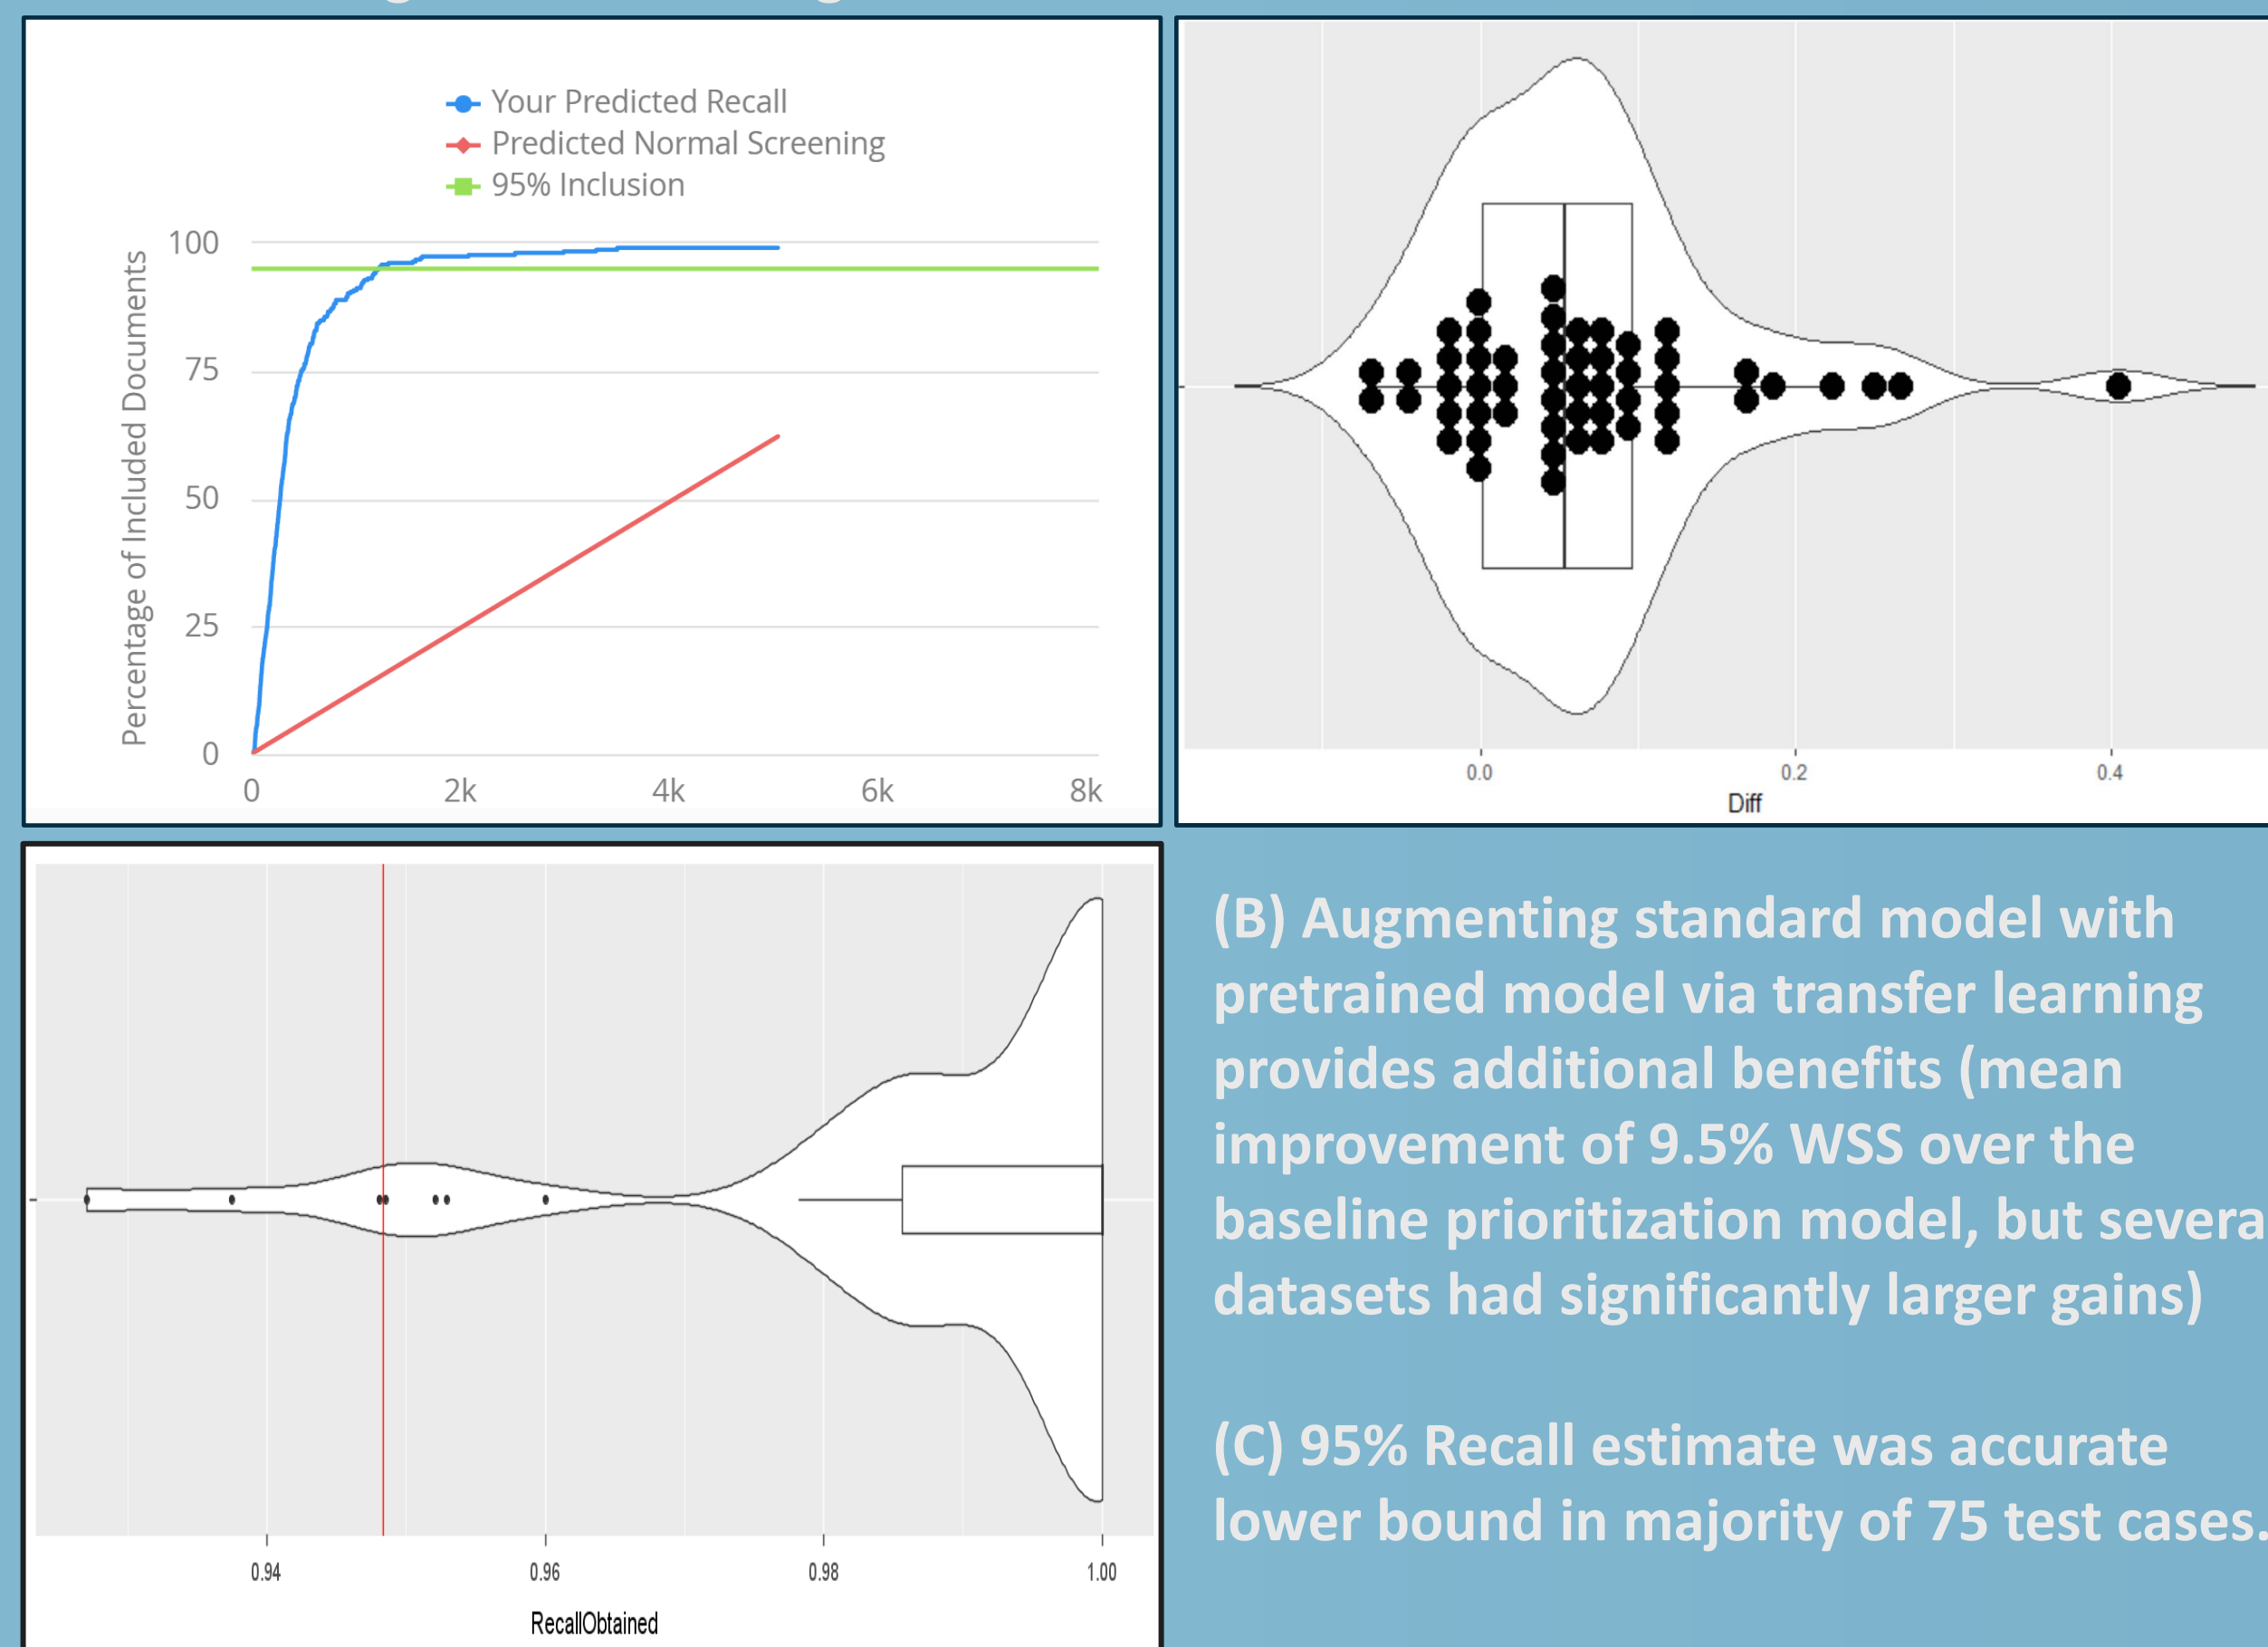 Your Predicted Recall
Predicted Normal Screening
95% Inclusion
Percentage of Included Documents
100
75
50
25
0
0 2k 4k 6k 8k
0.0 0.2 0.4
Diff
0.94 0.96 0.98 1.00
RecallObtained
(B) Augmenting standard model with
pretrained model via transfer learning
provides additional benefits (mean
improvement of 9.5% WSS over the
baseline prioritization model, but severa
datasets had significantly larger gains)
(C) 95% Recall estimate was accurate
lower bound in majority of 75 test cases.